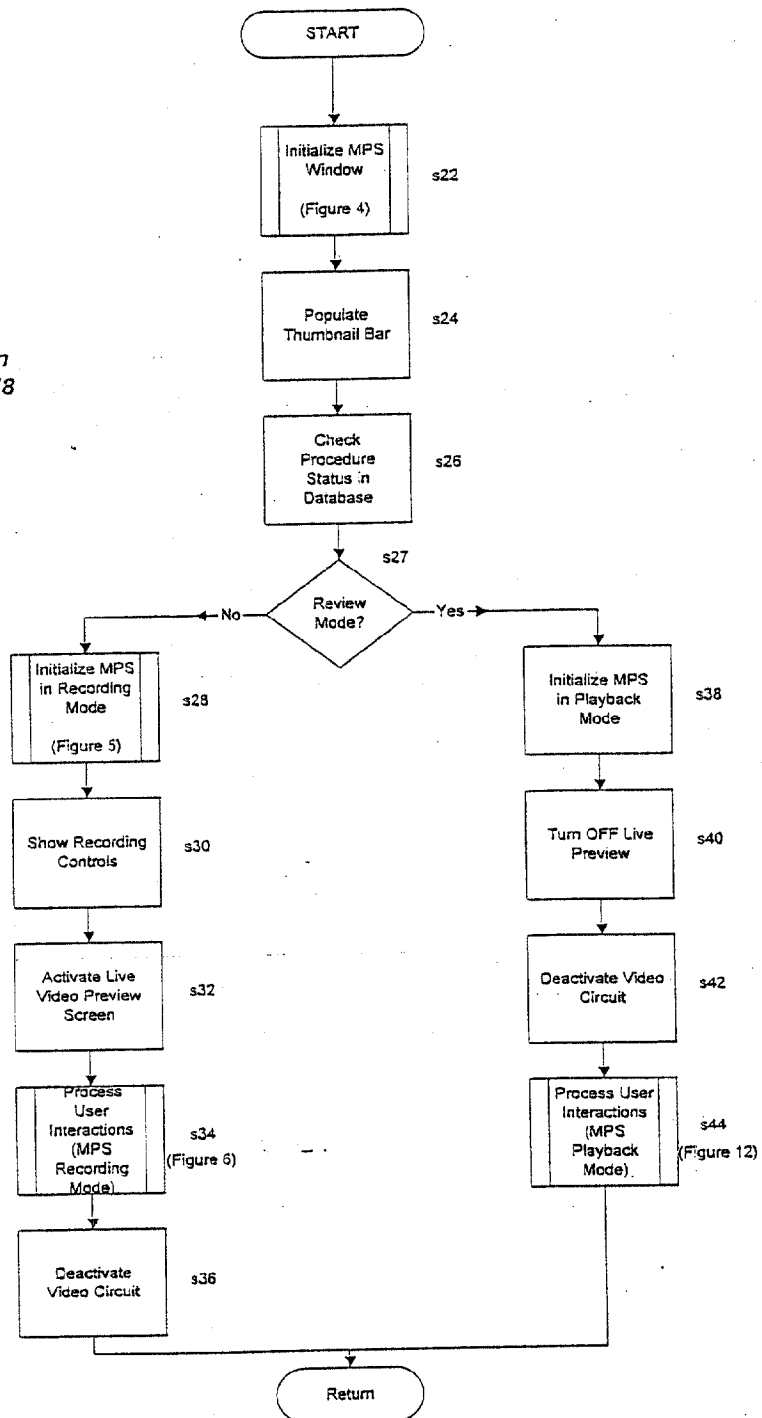 START
Initialize MPS
Window
(Figure 4)
s22
Populate
Thumbnail Bar
s24
Check
Procedure
Status in
Database
s26
s27
Review
Mode?
No
Yes
Initialize MPS
in Recording
Mode
(Figure 5)
s28
Show Recording
Controls
s30
Activate Live
Video Preview
Screen
s32
Process
User
Interactions
(MPS
Recording
Mode)
s34
(Figure 6)
Deactivate
Video Circuit
s36
Initialize MPS
in Playback
Mode
s38
Turn OFF Live
Preview
s40
Deactivate Video
Circuit
s42
Process User
Interactions
(MPS
Playback
Mode)
s44
(Figure 12)
Return